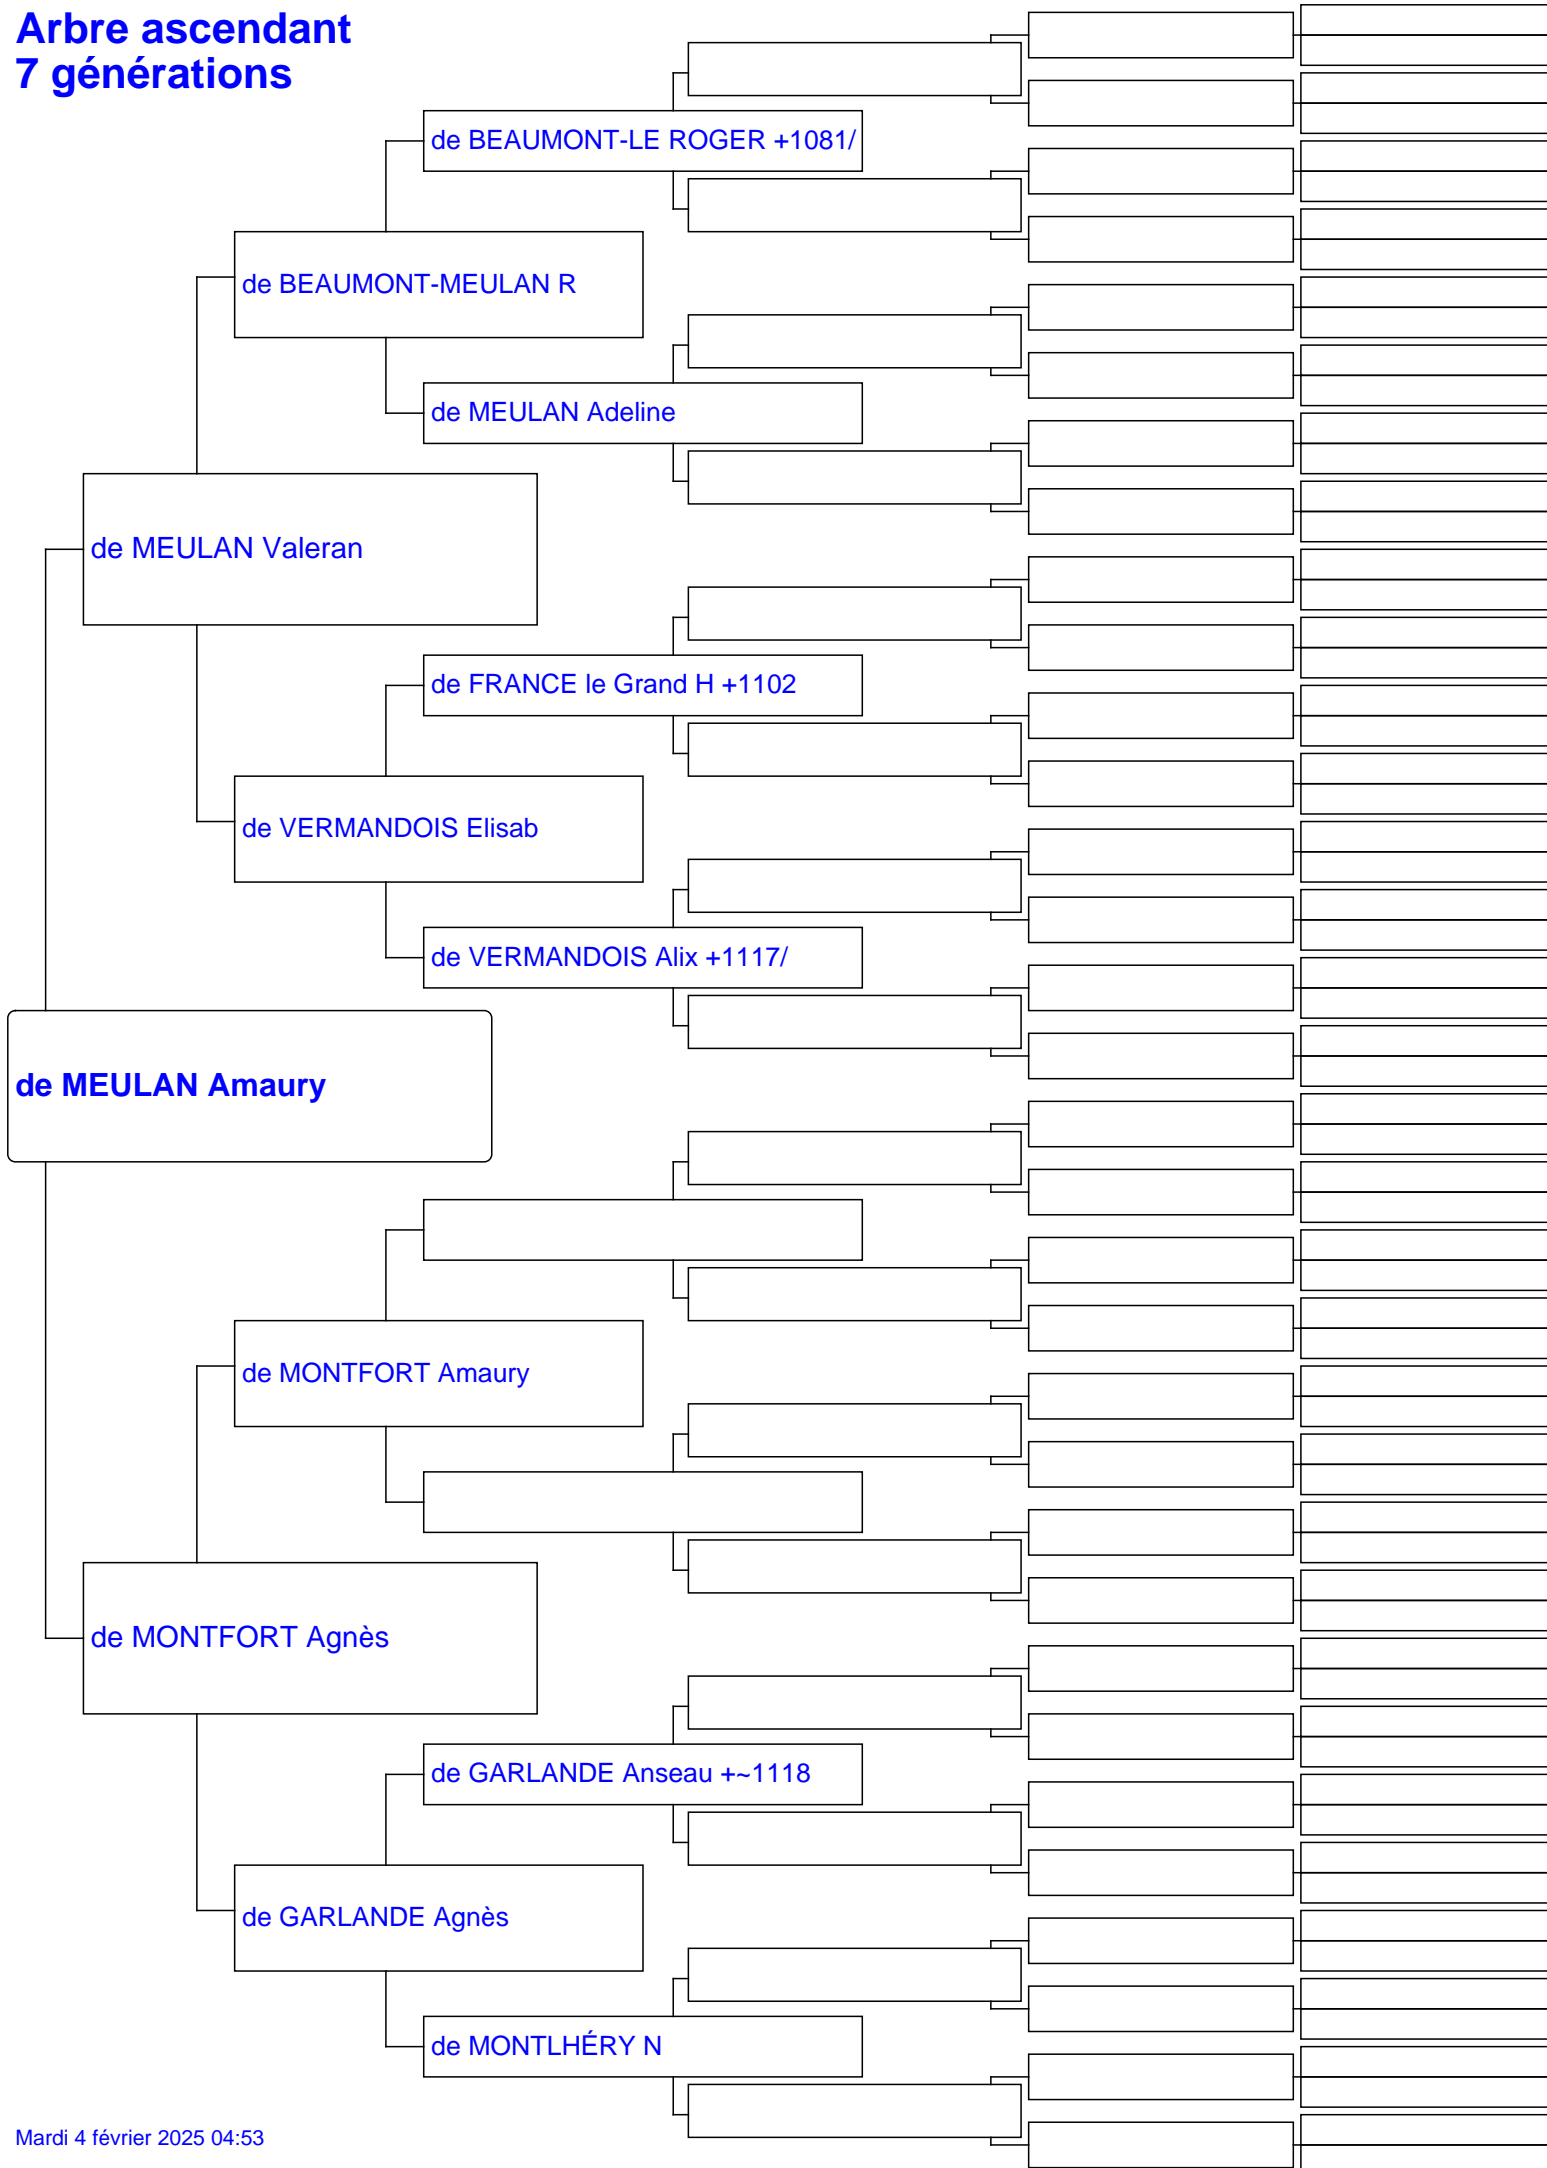 Arbre ascendant
7 générations
de BEAUMONT-LE ROGER +1081/
de BEAUMONT-MEULAN R
de MEULAN Adeline
de MEULAN Valeran
de FRANCE le Grand H +1102
de VERMANDOIS Elisab
de VERMANDOIS Alix +1117/
de MEULAN Amaury
de MONTFORT Amaury
de MONTFORT Agnès
de GARLANDE Anseau +~1118
de GARLANDE Agnès
de MONTLHÉRY N
Mardi 4 février 2025 04:53